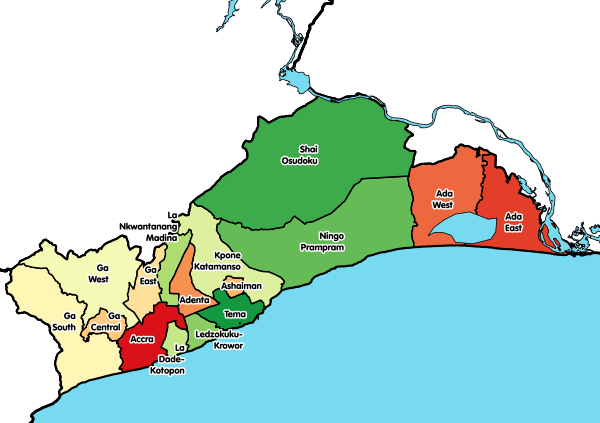 Shai
Osudoku
Ada
West
Ada
East
La
Nkwantanang
Madina
Ningo
Prampram
Kpone
Katamanso
Ga
West
Ga
East
Ashaiman
Adenta
Ga
South
Ga
Central
Tema
Accra
Ledzokuku-
Krowor
La
Dade-
Kotopon